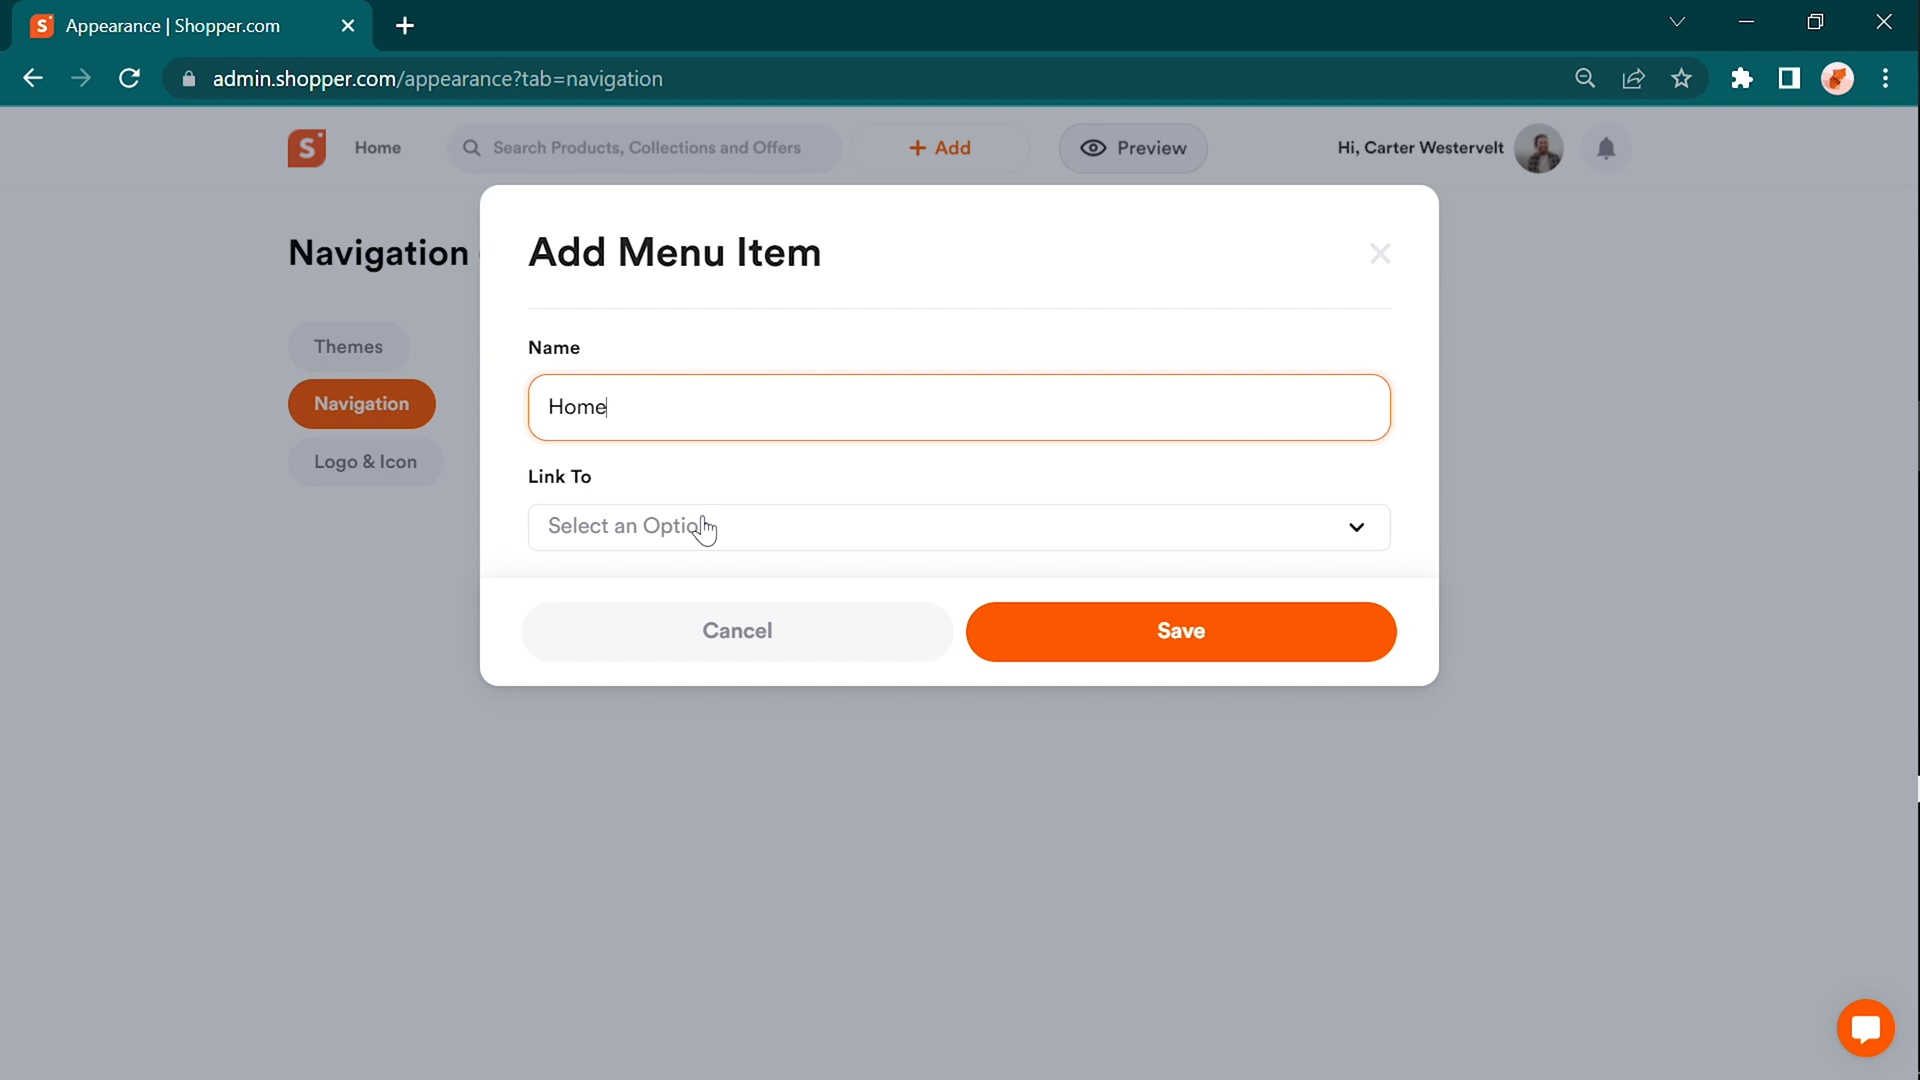 Appearance | Shopper.com
admin.shopper.com/appearance?tab=navigation
S Home Search Products, Collections and Offers + Add Preview Hi, Carter Westervelt
Navigation
Add Menu Item
Name
Themes
Home
Navigation
Logo & Icon
Link To
Select an Optio
Cancel Save